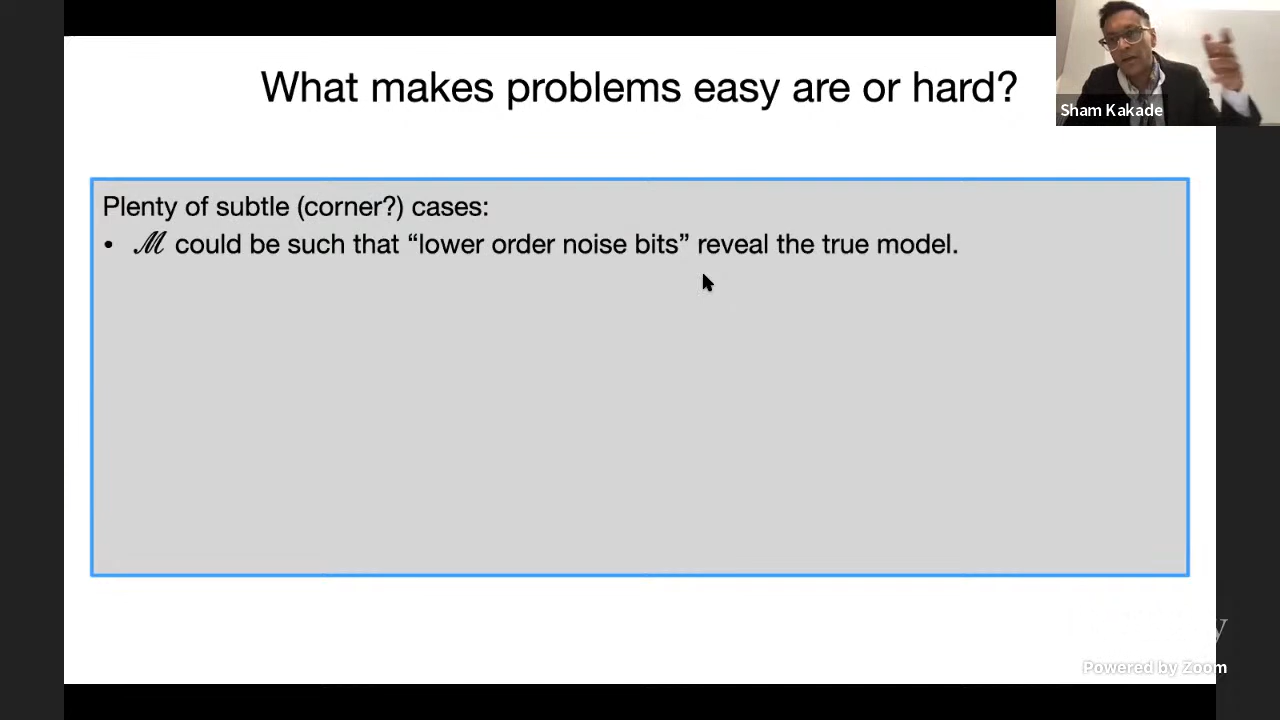 What makes problems easy are or hard?
Sham Kakade
Plenty of subtle (corner?) cases:
• ℳ could be such that “lower order noise bits” reveal the true model.
Powered by Zoom